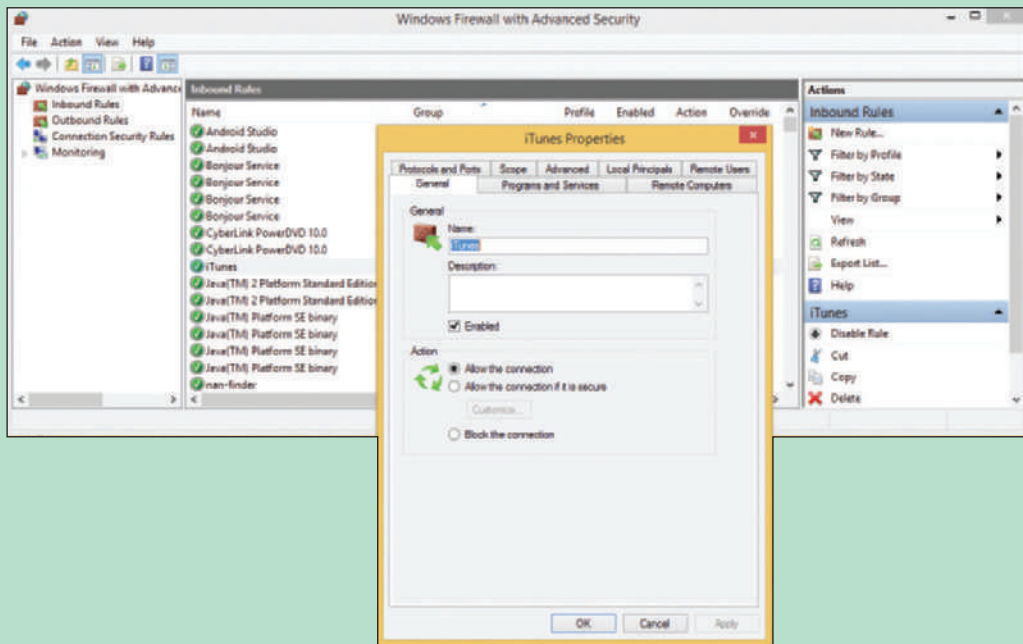 Windows Firewall with Advanced Security
File Action View Help
Windows Firewall with Advance
Inbound Rules
Outbound Rules
Connection Security Rules
Monitoring
Inbound Rules
Name Group Profile Enabled Action Override
Android Studio
Android Studio
Bonjour Service
Bonjour Service
Bonjour Service
Bonjour Service
CyberLink PowerDVD 10.0
CyberLink PowerDVD 10.0
iTunes
Java(TM) 2 Platform Standard Edition
Java(TM) 2 Platform Standard Edition
Java(TM) Platform SE binary
Java(TM) Platform SE binary
Java(TM) Platform SE binary
Java(TM) Platform SE binary
nan-finder
iTunes Properties
Protocols and Ports Scope Advanced Local Principals Remote Users
General Programs and Services Remote Computers
General
Name:
iTunes
Description:
Enabled
Action
Allow the connection
Allow the connection if it is secure
Customize...
Block the connection
OK Cancel Apply
Actions
Inbound Rules
New Rule...
Filter by Profile
Filter by State
Filter by Group
View
Refresh
Export List...
Help
iTunes
Disable Rule
Cut
Copy
Delete